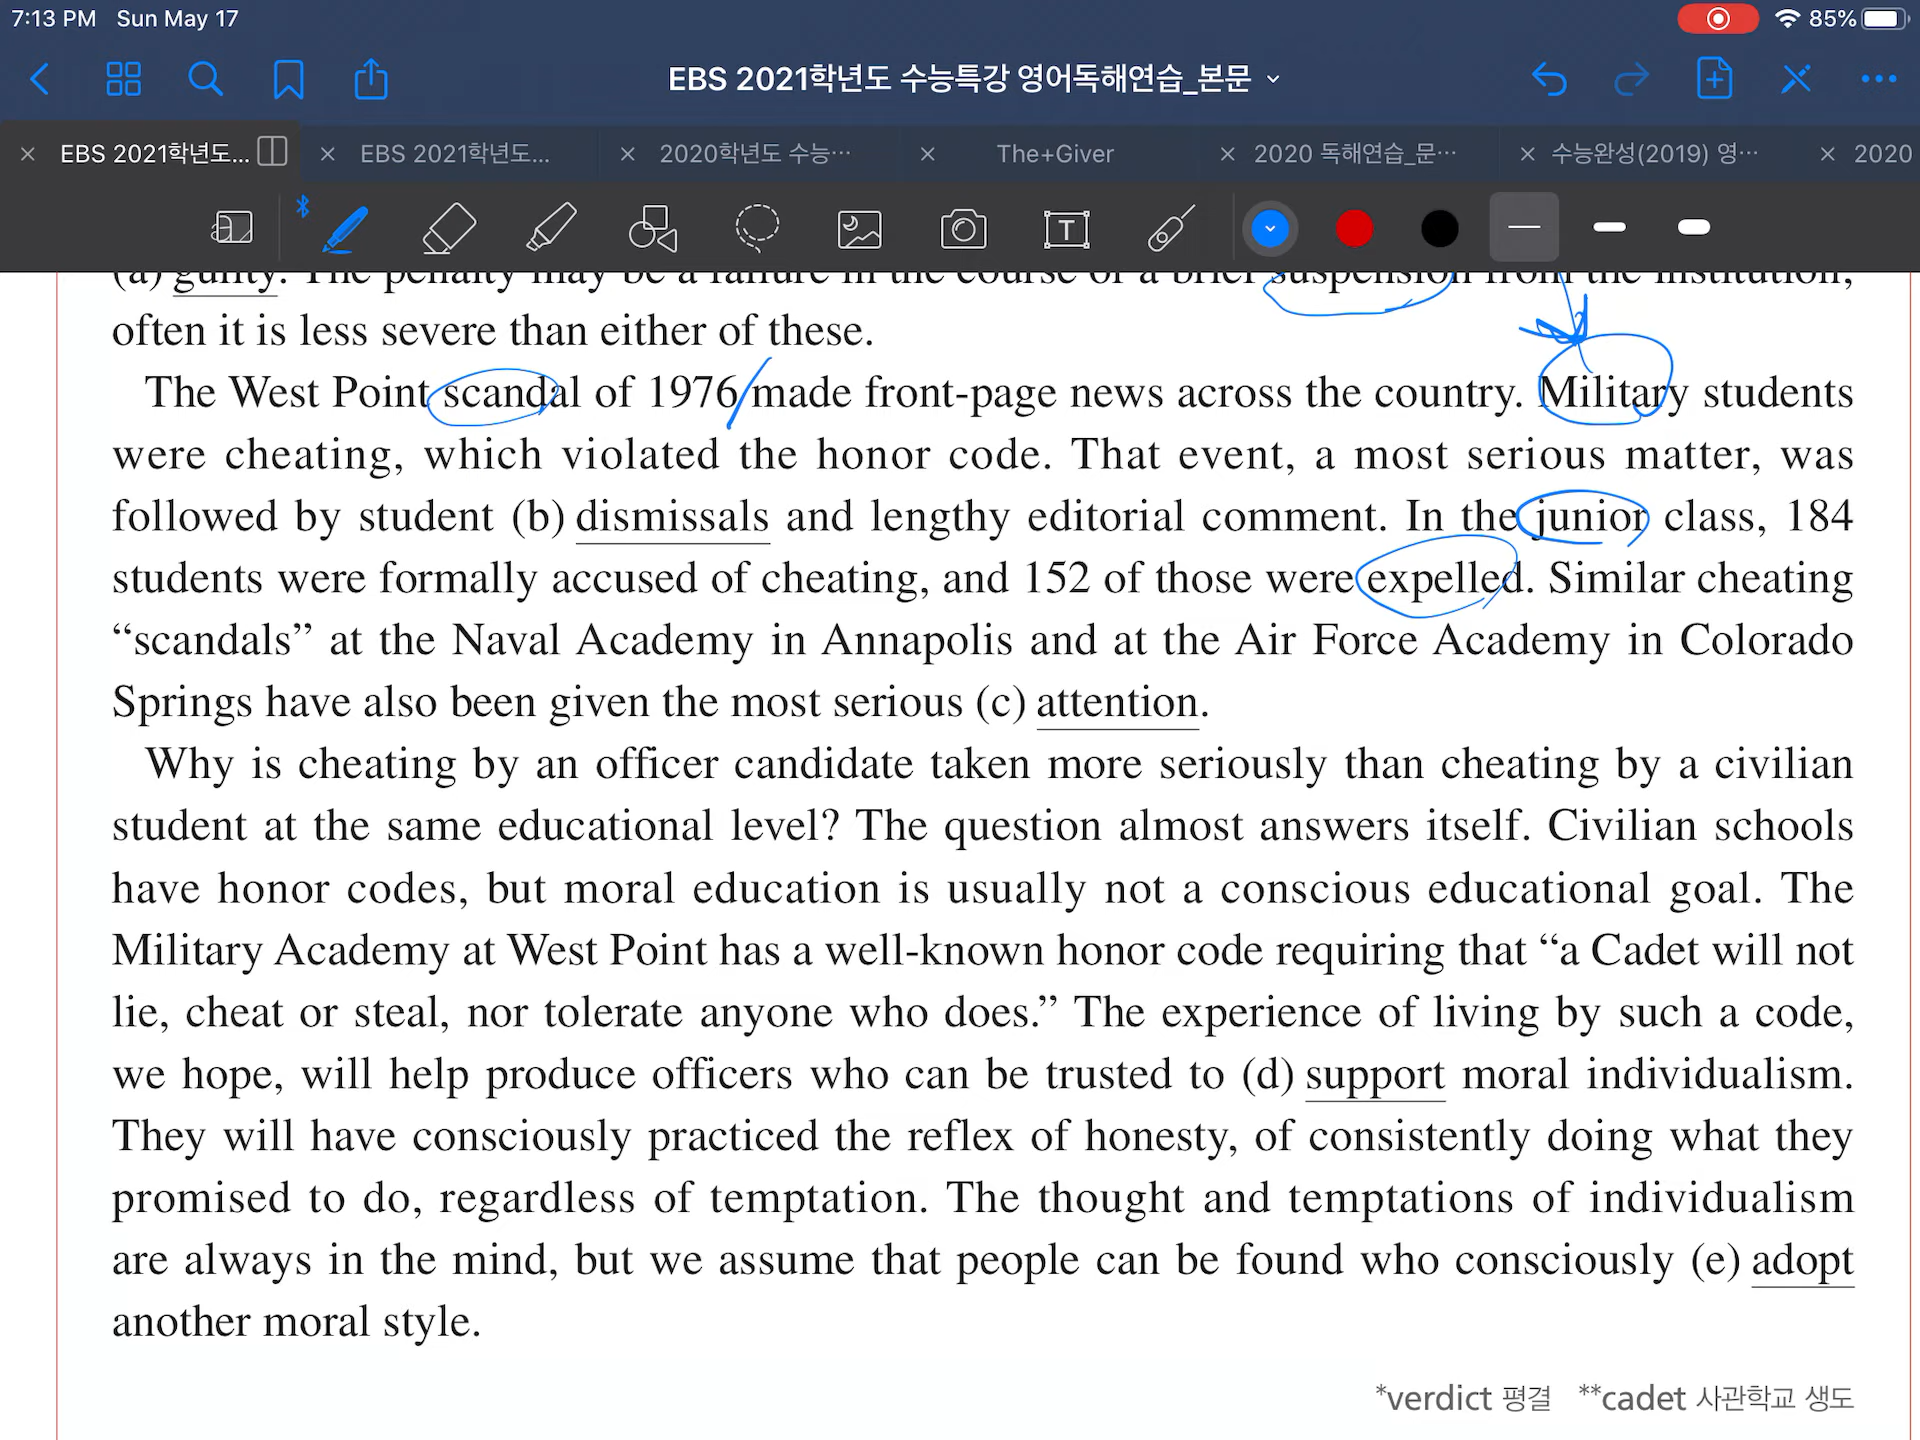 7:13 PM Sun May 17
85%
EBS 2021학년도 수능특강 영어독해연습_본문
EBS 2021학년도...
EBS 2021학년도...
2020학년도 수능···
The+Giver
2020 독해연습_문···
수능완성(2019) 영···
2020
T
(a) guilty. The penalty may be a failure in the course or a brief suspension from the institution;
often it is less severe than either of these.
The West Point scandal of 1976 made front-page news across the country. Military students
were cheating, which violated the honor code. That event, a most serious matter, was
followed by student (b) dismissals and lengthy editorial comment. In the junior class, 184
students were formally accused of cheating, and 152 of those were expelled. Similar cheating
“scandals” at the Naval Academy in Annapolis and at the Air Force Academy in Colorado
Springs have also been given the most serious (c) attention.
Why is cheating by an officer candidate taken more seriously than cheating by a civilian
student at the same educational level? The question almost answers itself. Civilian schools
have honor codes, but moral education is usually not a conscious educational goal. The
Military Academy at West Point has a well-known honor code requiring that “a Cadet will not
lie, cheat or steal, nor tolerate anyone who does.” The experience of living by such a code,
we hope, will help produce officers who can be trusted to (d) support moral individualism.
They will have consciously practiced the reflex of honesty, of consistently doing what they
promised to do, regardless of temptation. The thought and temptations of individualism
are always in the mind, but we assume that people can be found who consciously (e) adopt
another moral style.
*verdict 평결 **cadet 사관학교 생도